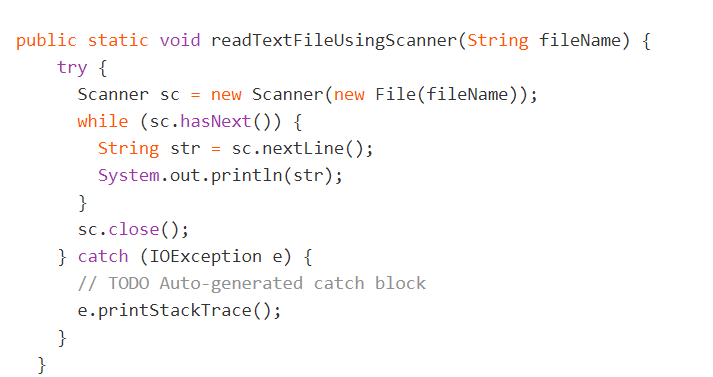 public static void readTextFileUsingScanner(String fileName) {
    try {
      Scanner sc = new Scanner(new File(fileName));
      while (sc.hasNext()) {
        String str = sc.nextLine();
        System.out.println(str);
      }
      sc.close();
    } catch (IOException e) {
      // TODO Auto-generated catch block
      e.printStackTrace();
    }
  }